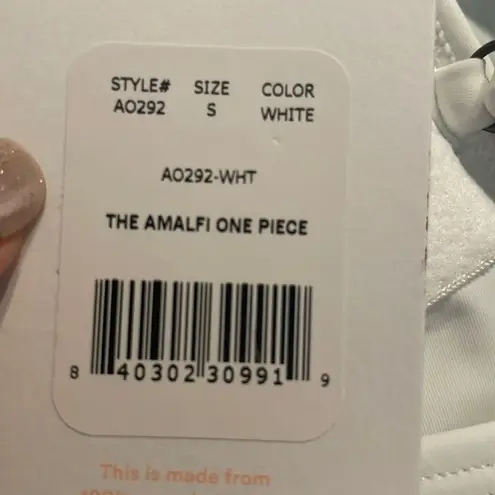 STYLE# SIZE COLOR
AO292 S WHITE
AO292-WHT
THE AMALFI ONE PIECE
8 40302 30991 9
This is made from